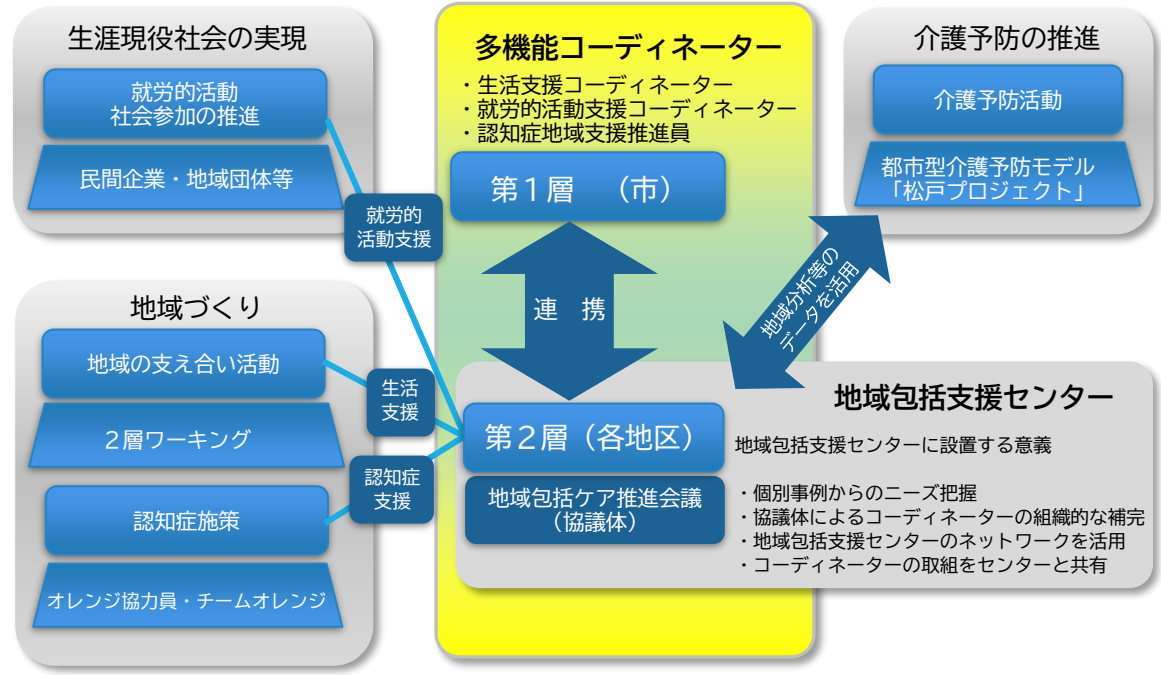 生涯現役社会の実現
就労的活動
社会参加の推進
民間企業・地域団体等
就労的
活動支援
地域づくり
地域の支え合い活動
２層ワーキング
生活
支援
認知症施策
オレンジ協力員・チームオレンジ
認知症
支援
多機能コーディネーター
・生活支援コーディネーター
・就労的活動支援コーディネーター
・認知症地域支援推進員
第１層　（市）
連　携
第２層（各地区）
地域包括ケア推進会議
（協議体）
介護予防の推進
介護予防活動
都市型介護予防モデル
「松戸プロジェクト」
地域分析等の
データを活用
地域包括支援センター
地域包括支援センターに設置する意義
・個別事例からのニーズ把握
・協議体によるコーディネーターの組織的な補完
・地域包括支援センターのネットワークを活用
・コーディネーターの取組をセンターと共有